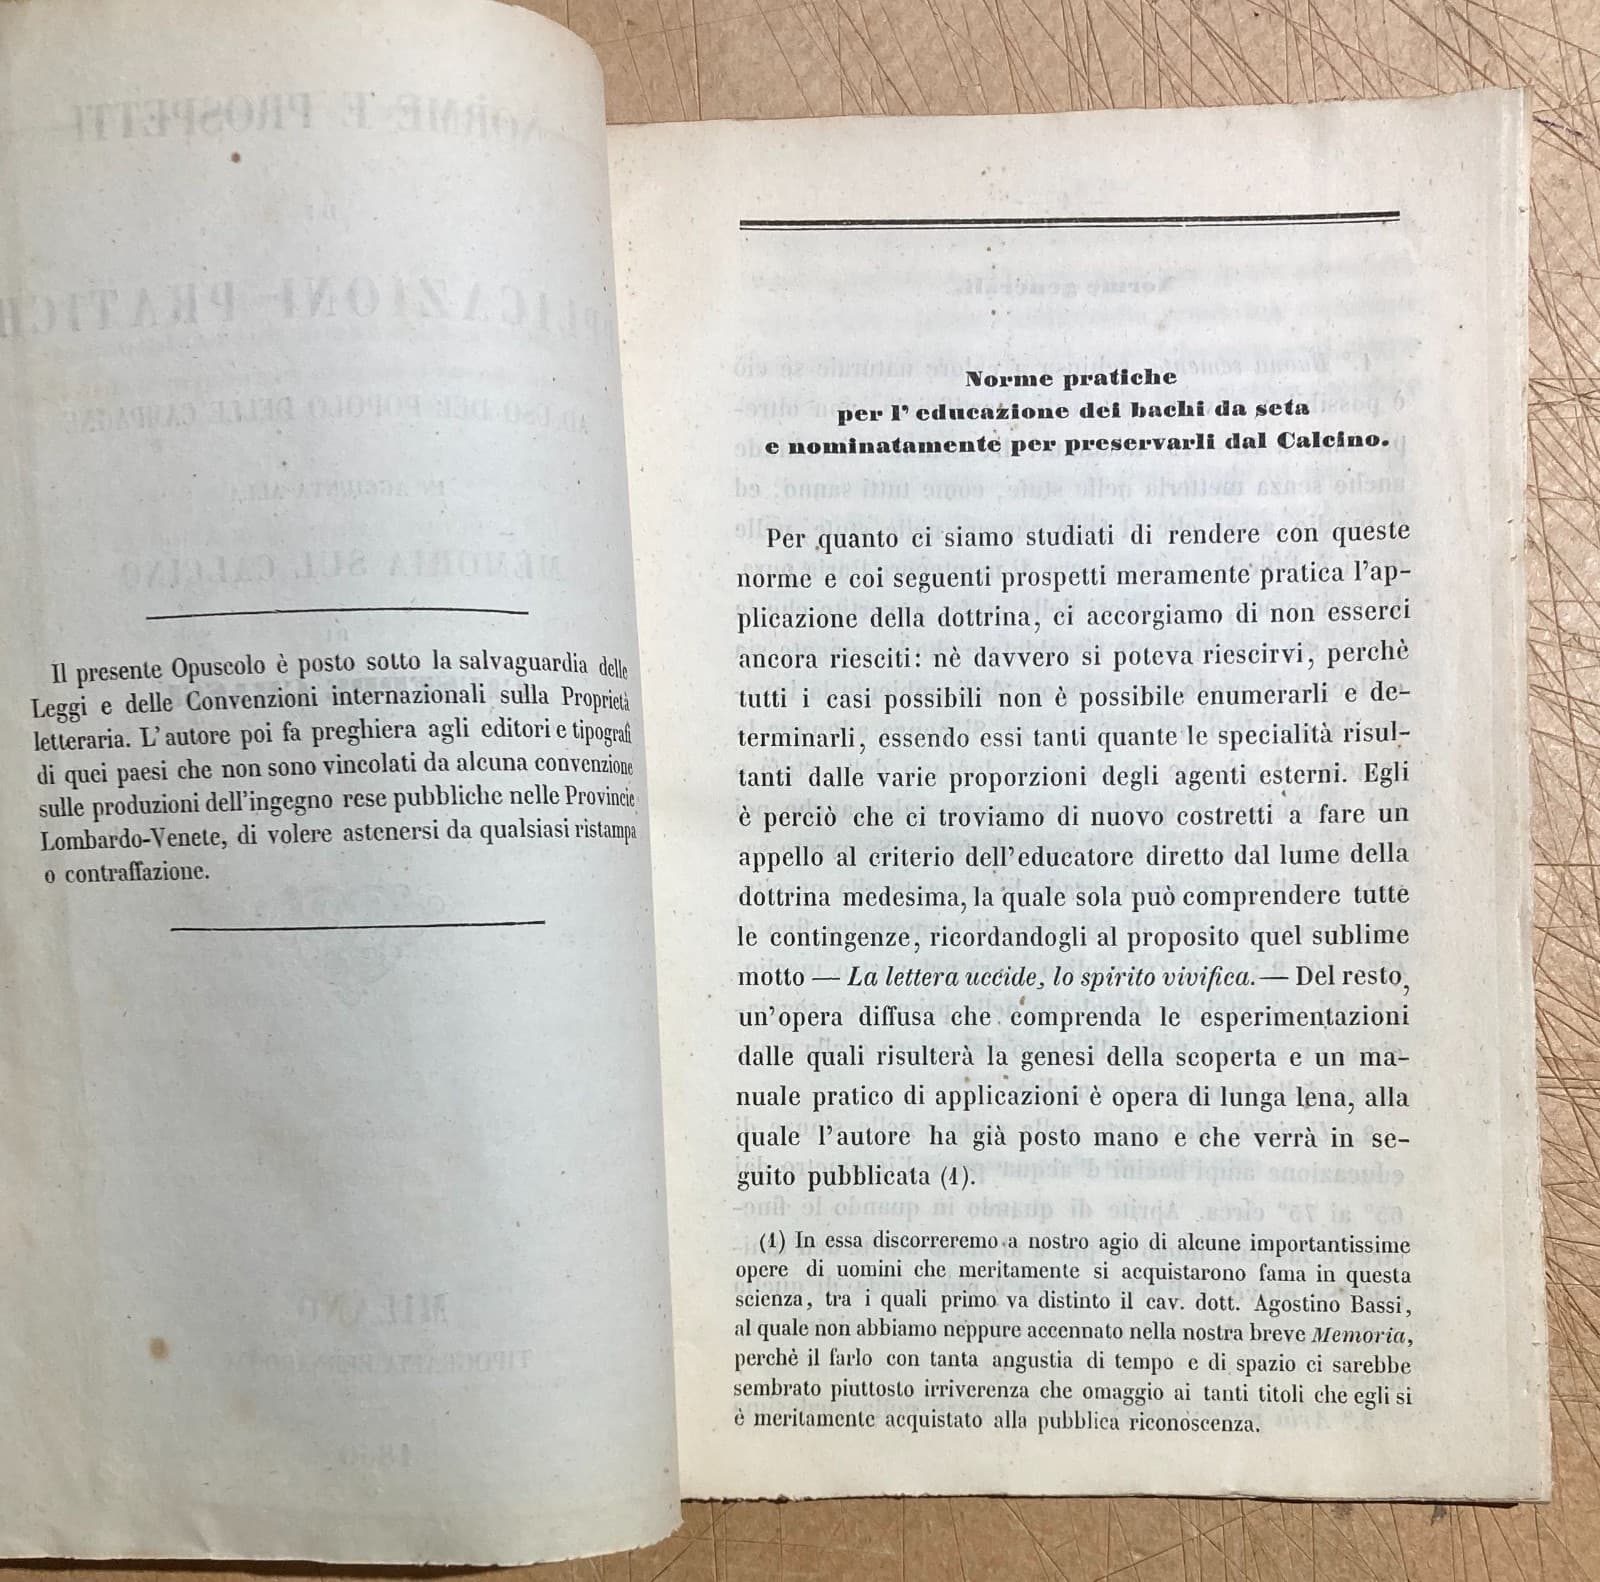 Il presente Opuscolo è posto sotto la salvaguardia delle
Leggi e delle Convenzioni internazionali sulla Proprietà
letteraria. L'autore poi fa preghiera agli editori e tipografi
di quei paesi che non sono vincolati da alcuna convenzione
sulle produzioni dell'ingegno rese pubbliche nelle Provincie
Lombardo-Venete, di volere astenersi da qualsiasi ristampa
o contraffazione.
Norme pratiche
per l'educazione dei bachi da seta
e nominatamente per preservarli dal Calcino.
Per quanto ci siamo studiati di rendere con queste
norme e coi seguenti prospetti meramente pratica l'ap-
plicazione della dottrina, ci accorgiamo di non esserci
ancora riesciti: nè davvero si poteva riescirvi, perchè
tutti i casi possibili non è possibile enumerarli e de-
terminarli, essendo essi tanti quante le specialità risul-
tanti dalle varie proporzioni degli agenti esterni. Egli
è perciò che ci troviamo di nuovo costretti a fare un
appello al criterio dell'educatore diretto dal lume della
dottrina medesima, la quale sola può comprendere tutte
le contingenze, ricordandogli al proposito quel sublime
motto — La lettera uccide, lo spirito vivifica. — Del resto,
un'opera diffusa che comprenda le esperimentazioni
dalle quali risulterà la genesi della scoperta e un ma-
nuale pratico di applicazioni è opera di lunga lena, alla
quale l'autore ha già posto mano e che verrà in se-
guito pubblicata (1).
(1) In essa discorreremo a nostro agio di alcune importantissime
opere di uomini che meritamente si acquistarono fama in questa
scienza, tra i quali primo va distinto il cav. dott. Agostino Bassi,
al quale non abbiamo neppure accennato nella nostra breve Memoria,
perchè il farlo con tanta angustia di tempo e di spazio ci sarebbe
sembrato piuttosto irriverenza che omaggio ai tanti titoli che egli si
è meritamente acquistato alla pubblica riconoscenza.